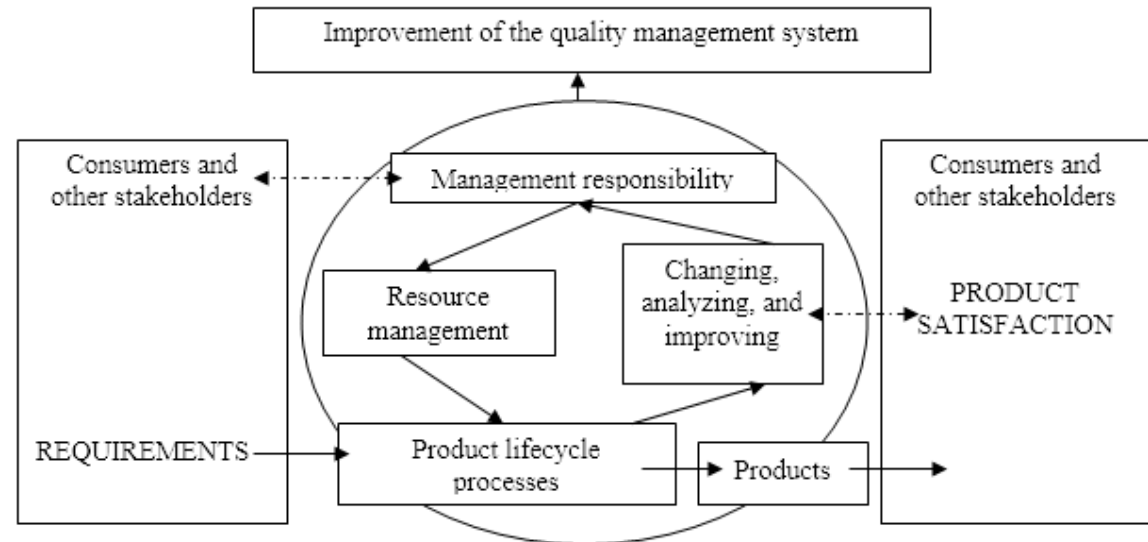 Improvement of the quality management system
Consumers and
other stakeholders
Management responsibility
Consumers and
other stakeholders
Resource
management
Changing,
analyzing, and
improving
PRODUCT
SATISFACTION
REQUIREMENTS
Product lifecycle
processes
Products